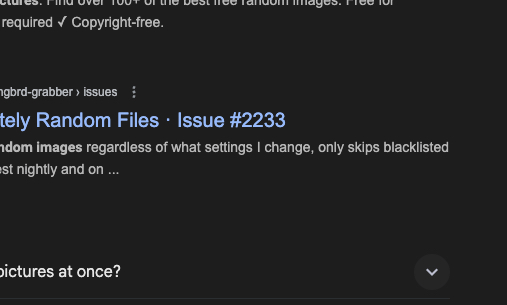 Find over 100+ of the best free random images. Free for
required ✓ Copyright-free.
ngbrd-grabber › issues
tely Random Files · Issue #2233
ndom images regardless of what settings I change, only skips blacklisted
est nightly and on ...
pictures at once?